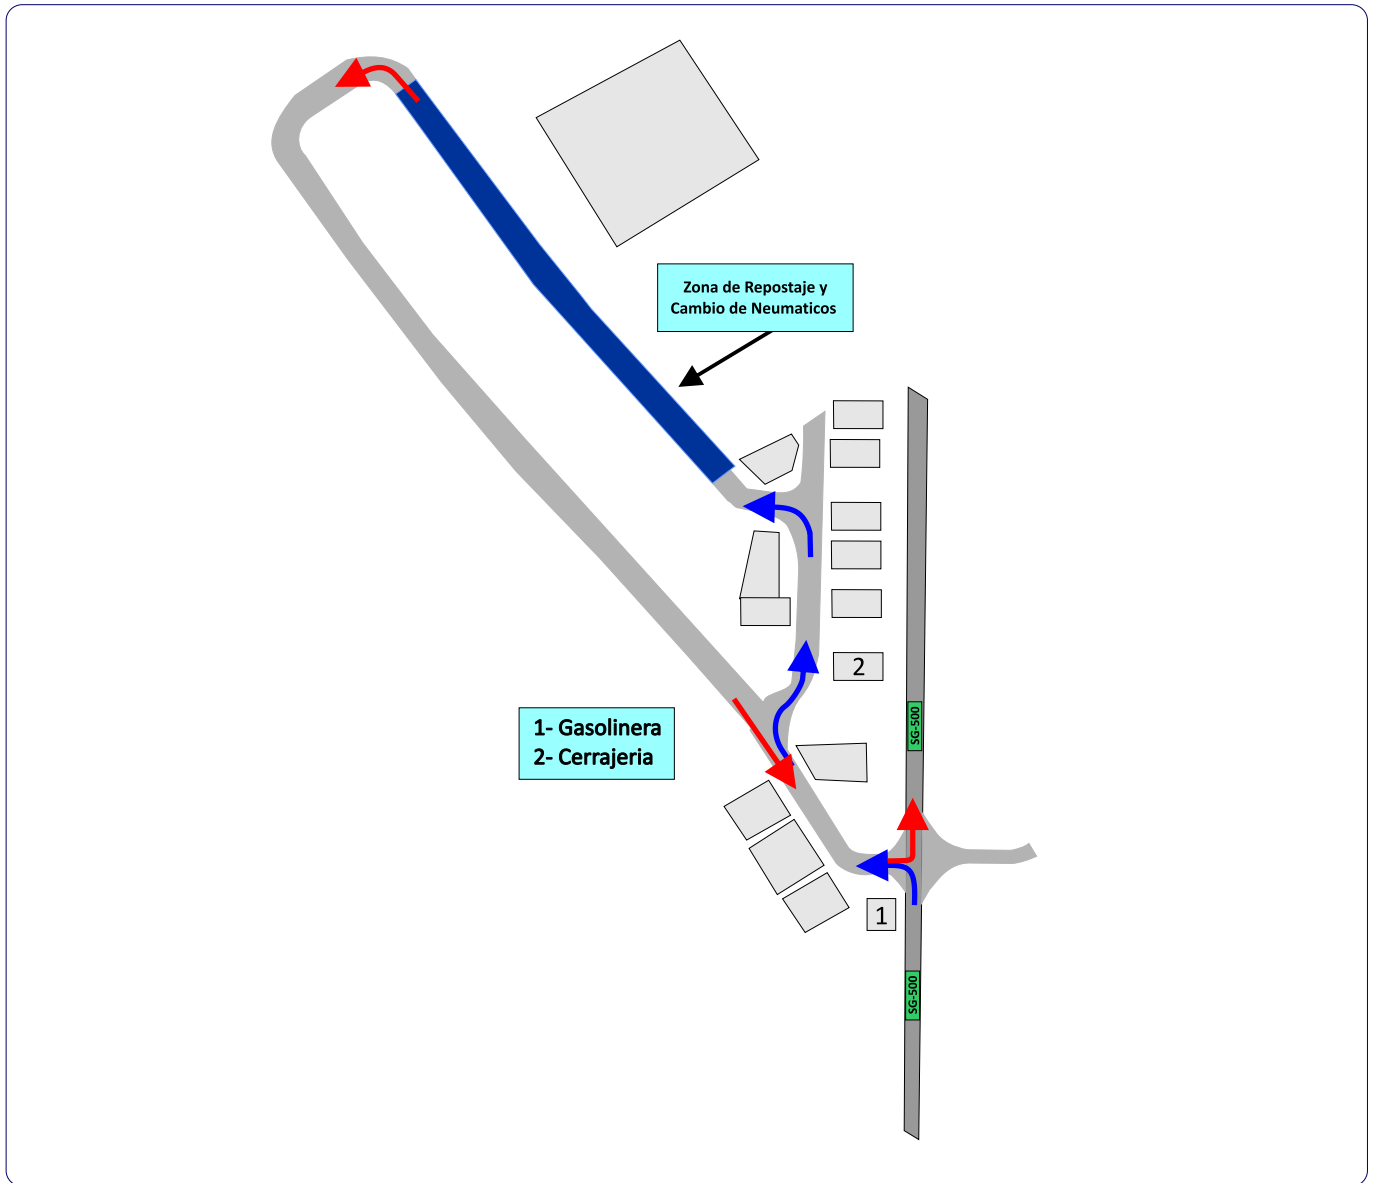 Zona de Repostaje y
Cambio de Neumaticos
2
1- Gasolinera
2- Cerrajeria
SG-500
1
SG-500